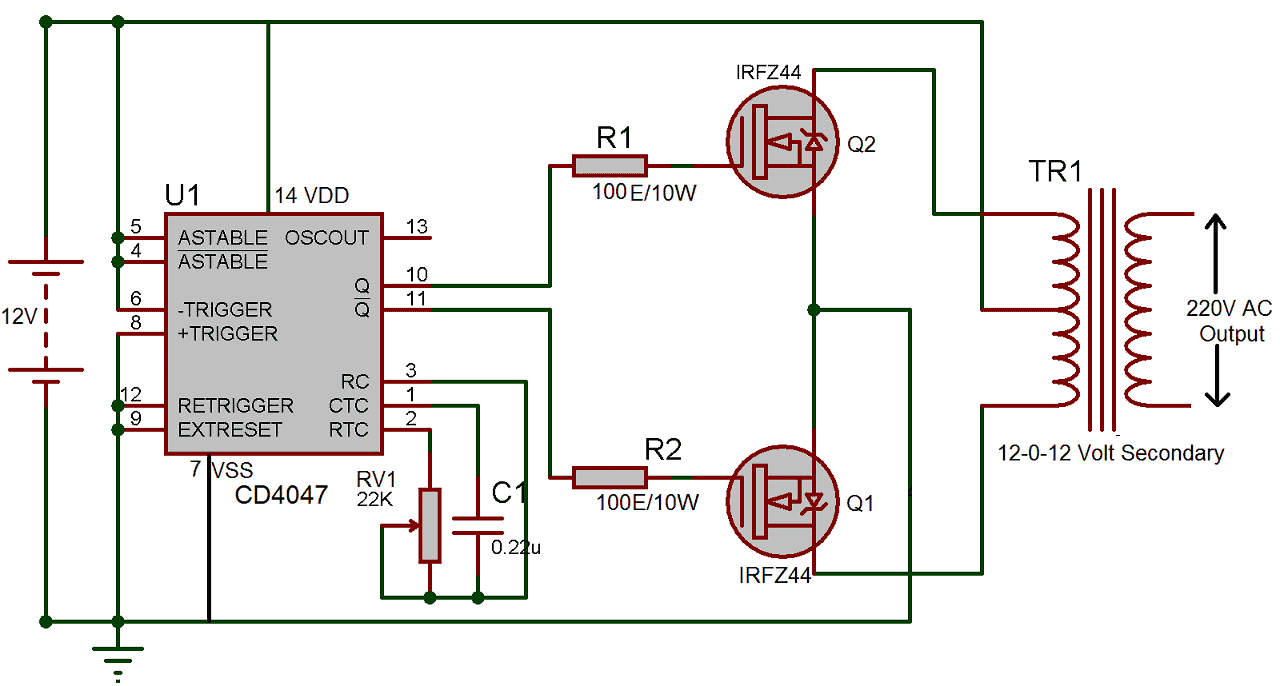 IRFZ44
Q2
R1
100E/10W
TR1
U1
14 VDD
5
ASTABLE
OSCOUT
13
4
ASTABLE
Q
10
12V
6
-TRIGGER
Q
11
8
+TRIGGER
220V AC
Output
RC
3
12
RETRIGGER
CTC
1
9
EXTRESET
RTC
2
R2
100E/10W
12-0-12 Volt Secondary
7
VSS
CD4047
RV1
22K
C1
0.22u
Q1
IRFZ44